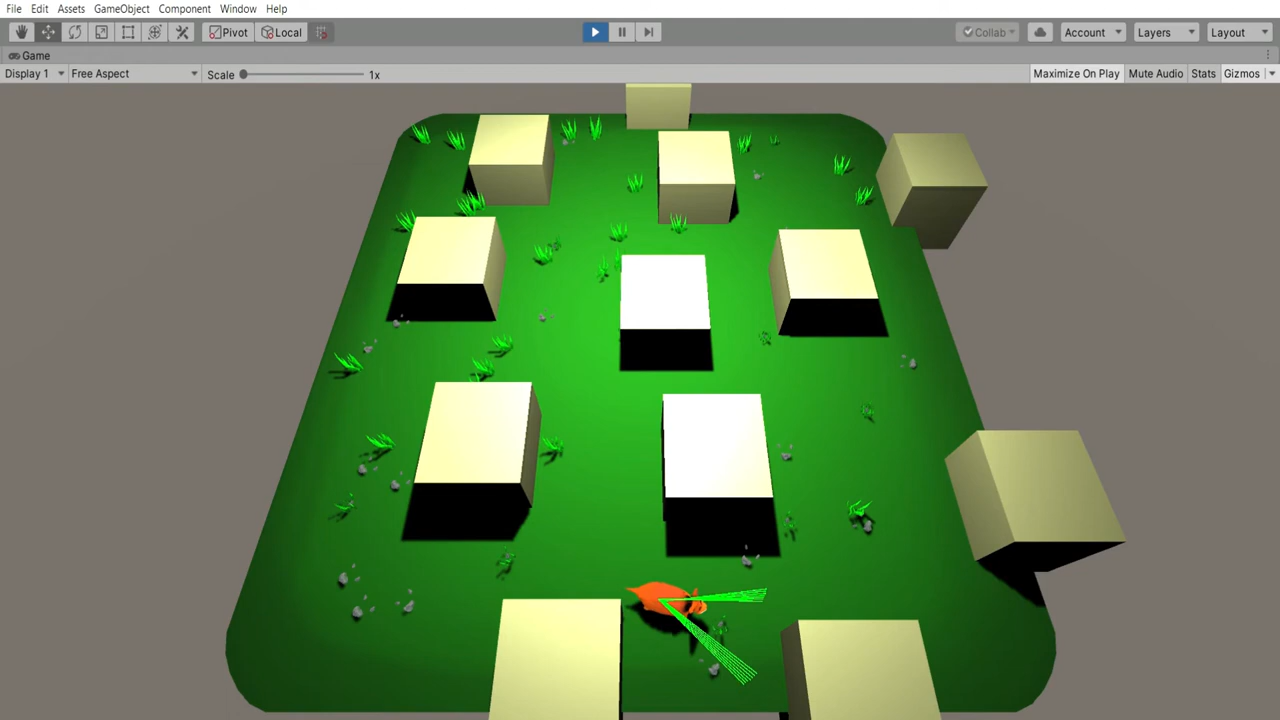 File Edit Assets GameObject Component Window Help
Pivot Local Collab Account Layers Layout
Game
Display 1 Free Aspect Scale 1x Maximize On Play Mute Audio Stats Gizmos